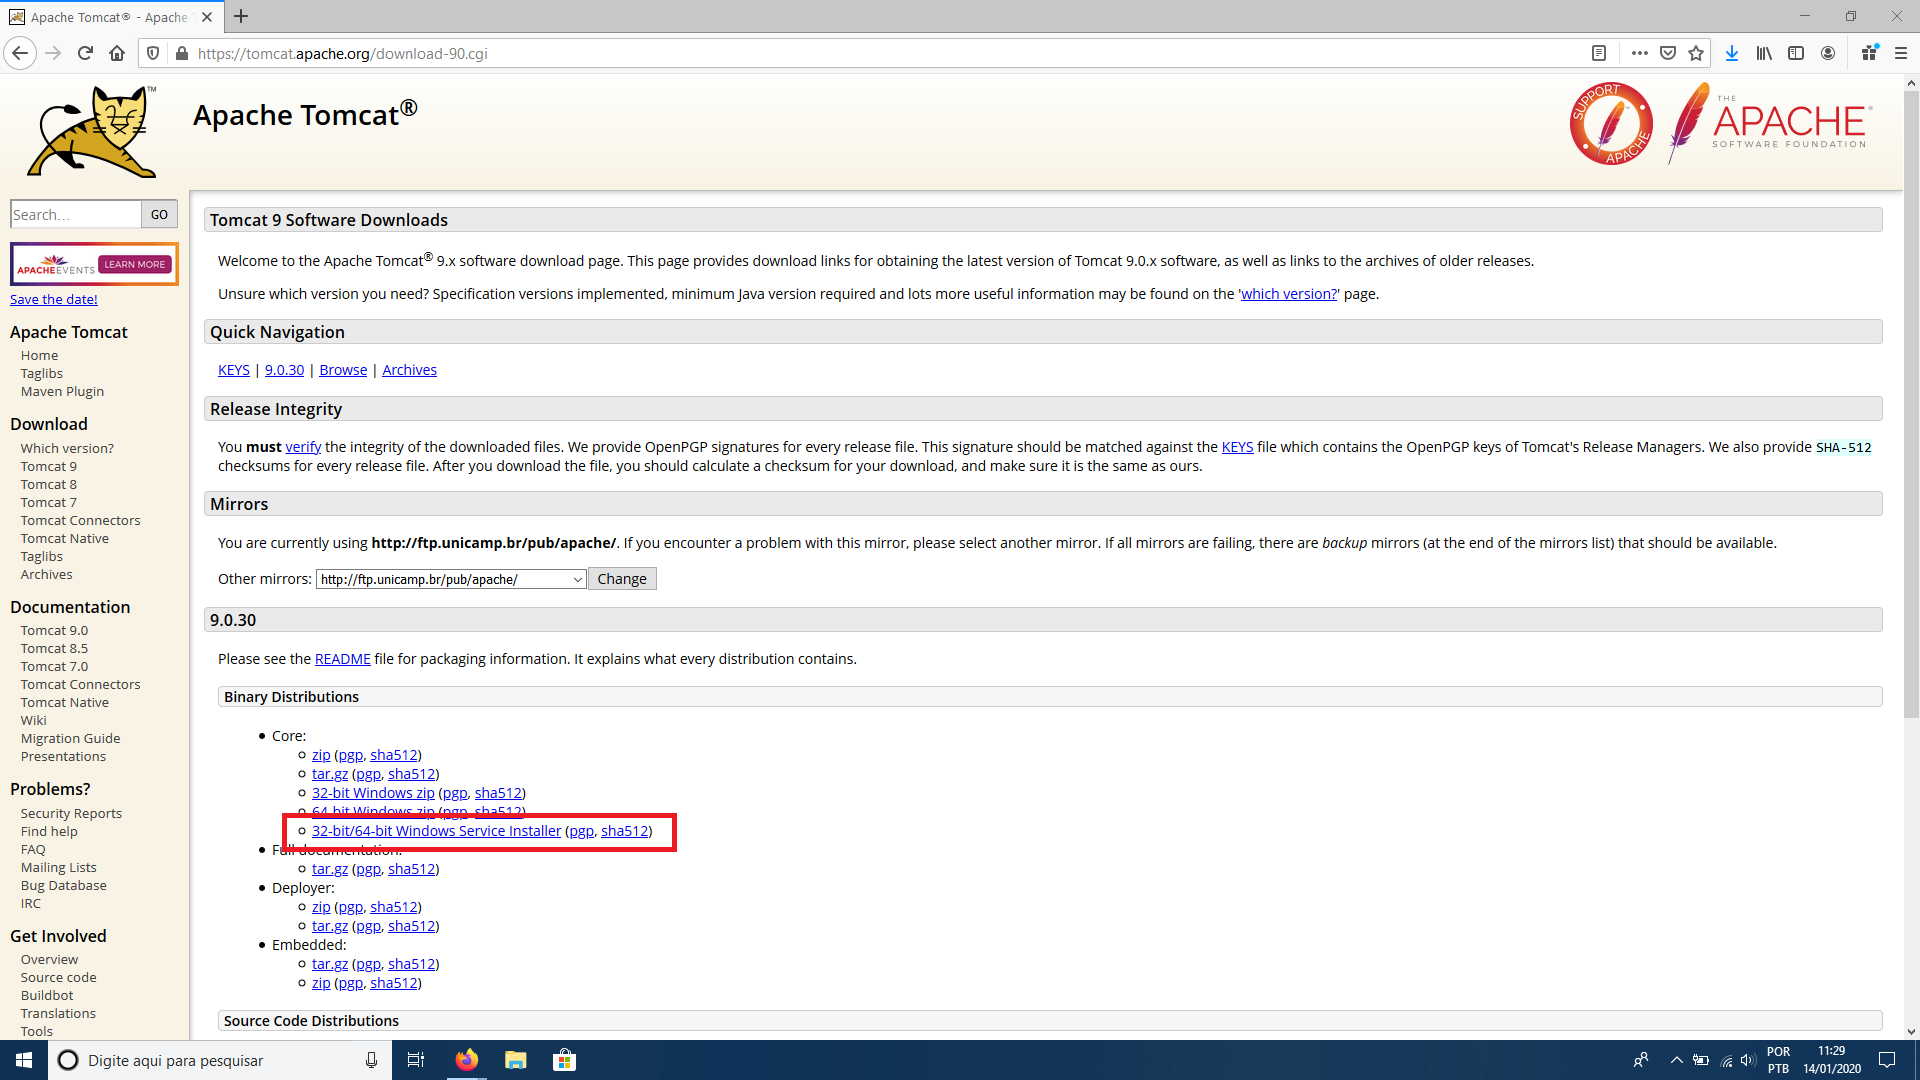 Apache Tomcat® - Apache
https://tomcat.apache.org/download-90.cgi
TM
Apache Tomcat®
SUPPORT APACHE
THE
APACHE®
SOFTWARE FOUNDATION
Search...
GO
APACHEEVENTS LEARN MORE
Save the date!
Apache Tomcat
Home
Taglibs
Maven Plugin
Download
Which version?
Tomcat 9
Tomcat 8
Tomcat 7
Tomcat Connectors
Tomcat Native
Taglibs
Archives
Documentation
Tomcat 9.0
Tomcat 8.5
Tomcat 7.0
Tomcat Connectors
Tomcat Native
Wiki
Migration Guide
Presentations
Problems?
Security Reports
Find help
FAQ
Mailing Lists
Bug Database
IRC
Get Involved
Overview
Source code
Buildbot
Translations
Tools
Tomcat 9 Software Downloads
Welcome to the Apache Tomcat® 9.x software download page. This page provides download links for obtaining the latest version of Tomcat 9.0.x software, as well as links to the archives of older releases.
Unsure which version you need? Specification versions implemented, minimum Java version required and lots more useful information may be found on the 'which version?' page.
Quick Navigation
KEYS | 9.0.30 | Browse | Archives
Release Integrity
You must verify the integrity of the downloaded files. We provide OpenPGP signatures for every release file. This signature should be matched against the KEYS file which contains the OpenPGP keys of Tomcat's Release Managers. We also provide SHA-512
checksums for every release file. After you download the file, you should calculate a checksum for your download, and make sure it is the same as ours.
Mirrors
You are currently using http://ftp.unicamp.br/pub/apache/. If you encounter a problem with this mirror, please select another mirror. If all mirrors are failing, there are backup mirrors (at the end of the mirrors list) that should be available.
Other mirrors: http://ftp.unicamp.br/pub/apache/ Change
9.0.30
Please see the README file for packaging information. It explains what every distribution contains.
Binary Distributions
Core:
zip (pgp, sha512)
tar.gz (pgp, sha512)
32-bit Windows zip (pgp, sha512)
64-bit Windows zip (pgp, sha512)
32-bit/64-bit Windows Service Installer (pgp, sha512)
Full documentation:
tar.gz (pgp, sha512)
Deployer:
zip (pgp, sha512)
tar.gz (pgp, sha512)
Embedded:
tar.gz (pgp, sha512)
zip (pgp, sha512)
Source Code Distributions
Digite aqui para pesquisar
POR
PTB
11:29
14/01/2020